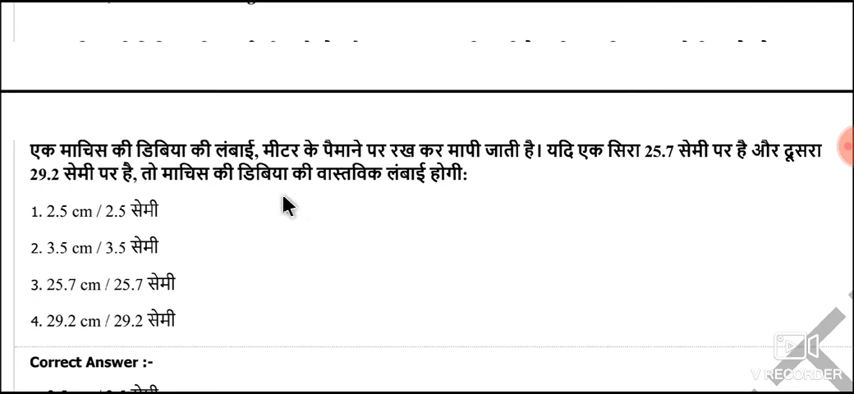 एक माचिस की डिबिया की लंबाई, मीटर के पैमाने पर रख कर मापी जाती है। यदि एक सिरा 25.7 सेमी पर है और दूसरा
29.2 सेमी पर है, तो माचिस की डिबिया की वास्तविक लंबाई होगी:
1. 2.5 cm / 2.5 सेमी
2. 3.5 cm / 3.5 सेमी
3. 25.7 cm / 25.7 सेमी
4. 29.2 cm / 29.2 सेमी
Correct Answer :-
V RECORDER